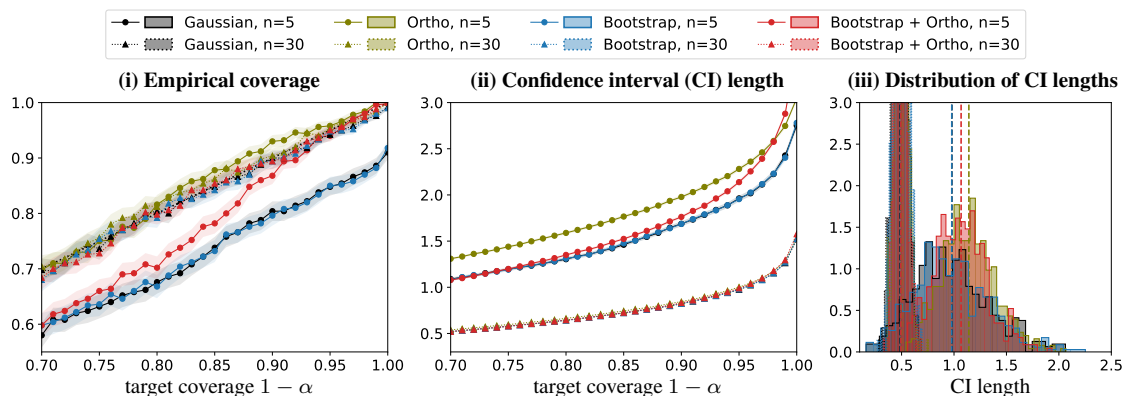 Gaussian, n=5 Ortho, n=5 Bootstrap, n=5 Bootstrap + Ortho, n=5
Gaussian, n=30 Ortho, n=30 Bootstrap, n=30 Bootstrap + Ortho, n=30
(i) Empirical coverage
1.0
0.9
0.8
0.7
0.6
0.70 0.75 0.80 0.85 0.90 0.95 1.00
target coverage 1 − α
(ii) Confidence interval (CI) length
3.0
2.5
2.0
1.5
1.0
0.5
0.70 0.75 0.80 0.85 0.90 0.95 1.00
target coverage 1 − α
(iii) Distribution of CI lengths
3.0
2.5
2.0
1.5
1.0
0.5
0.0
0.5 1.0 1.5 2.0 2.5
CI length